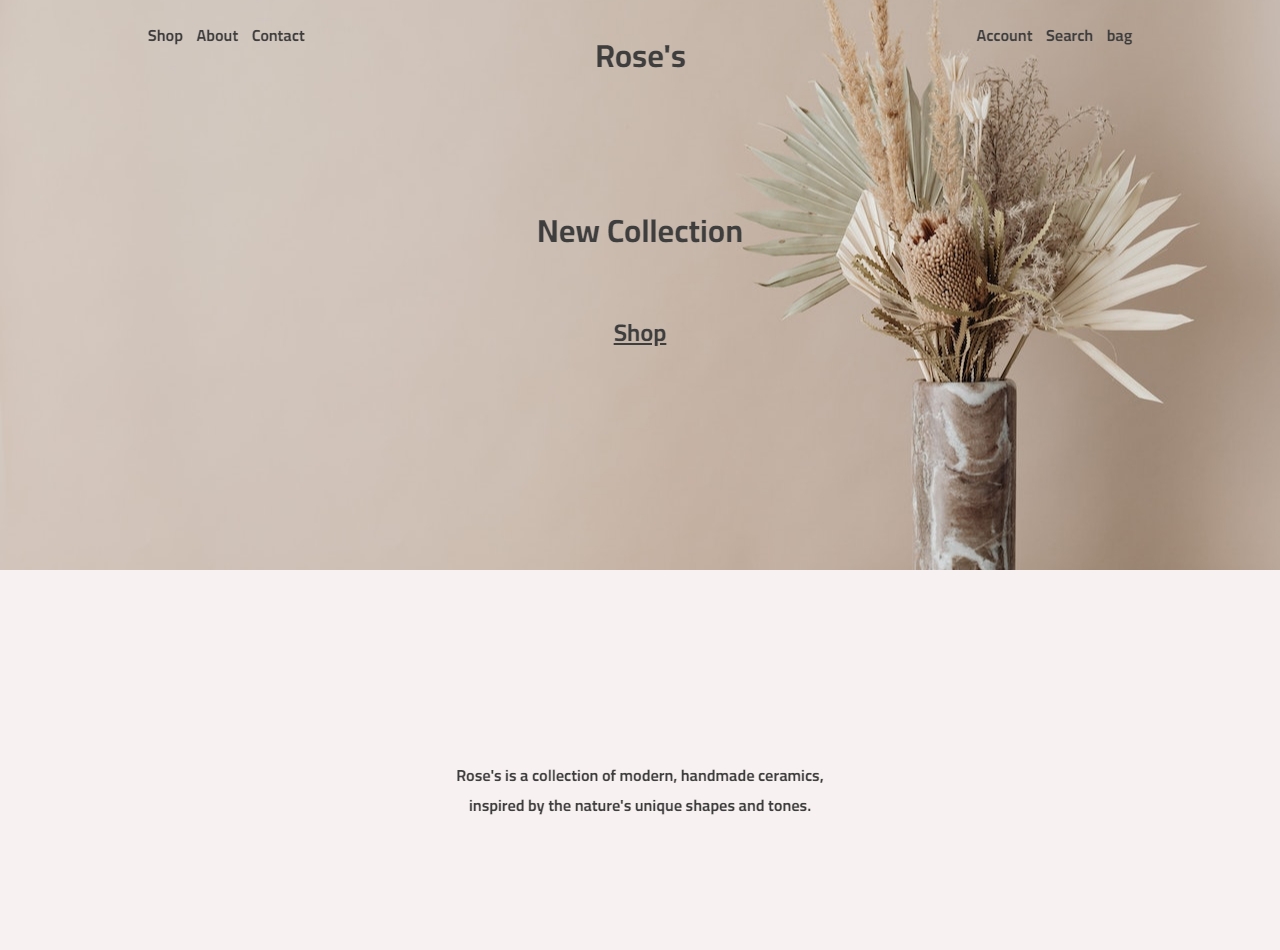 Shop About Contact
Rose's
Account Search bag
New Collection
Shop
Rose's is a collection of modern, handmade ceramics,
inspired by the nature's unique shapes and tones.